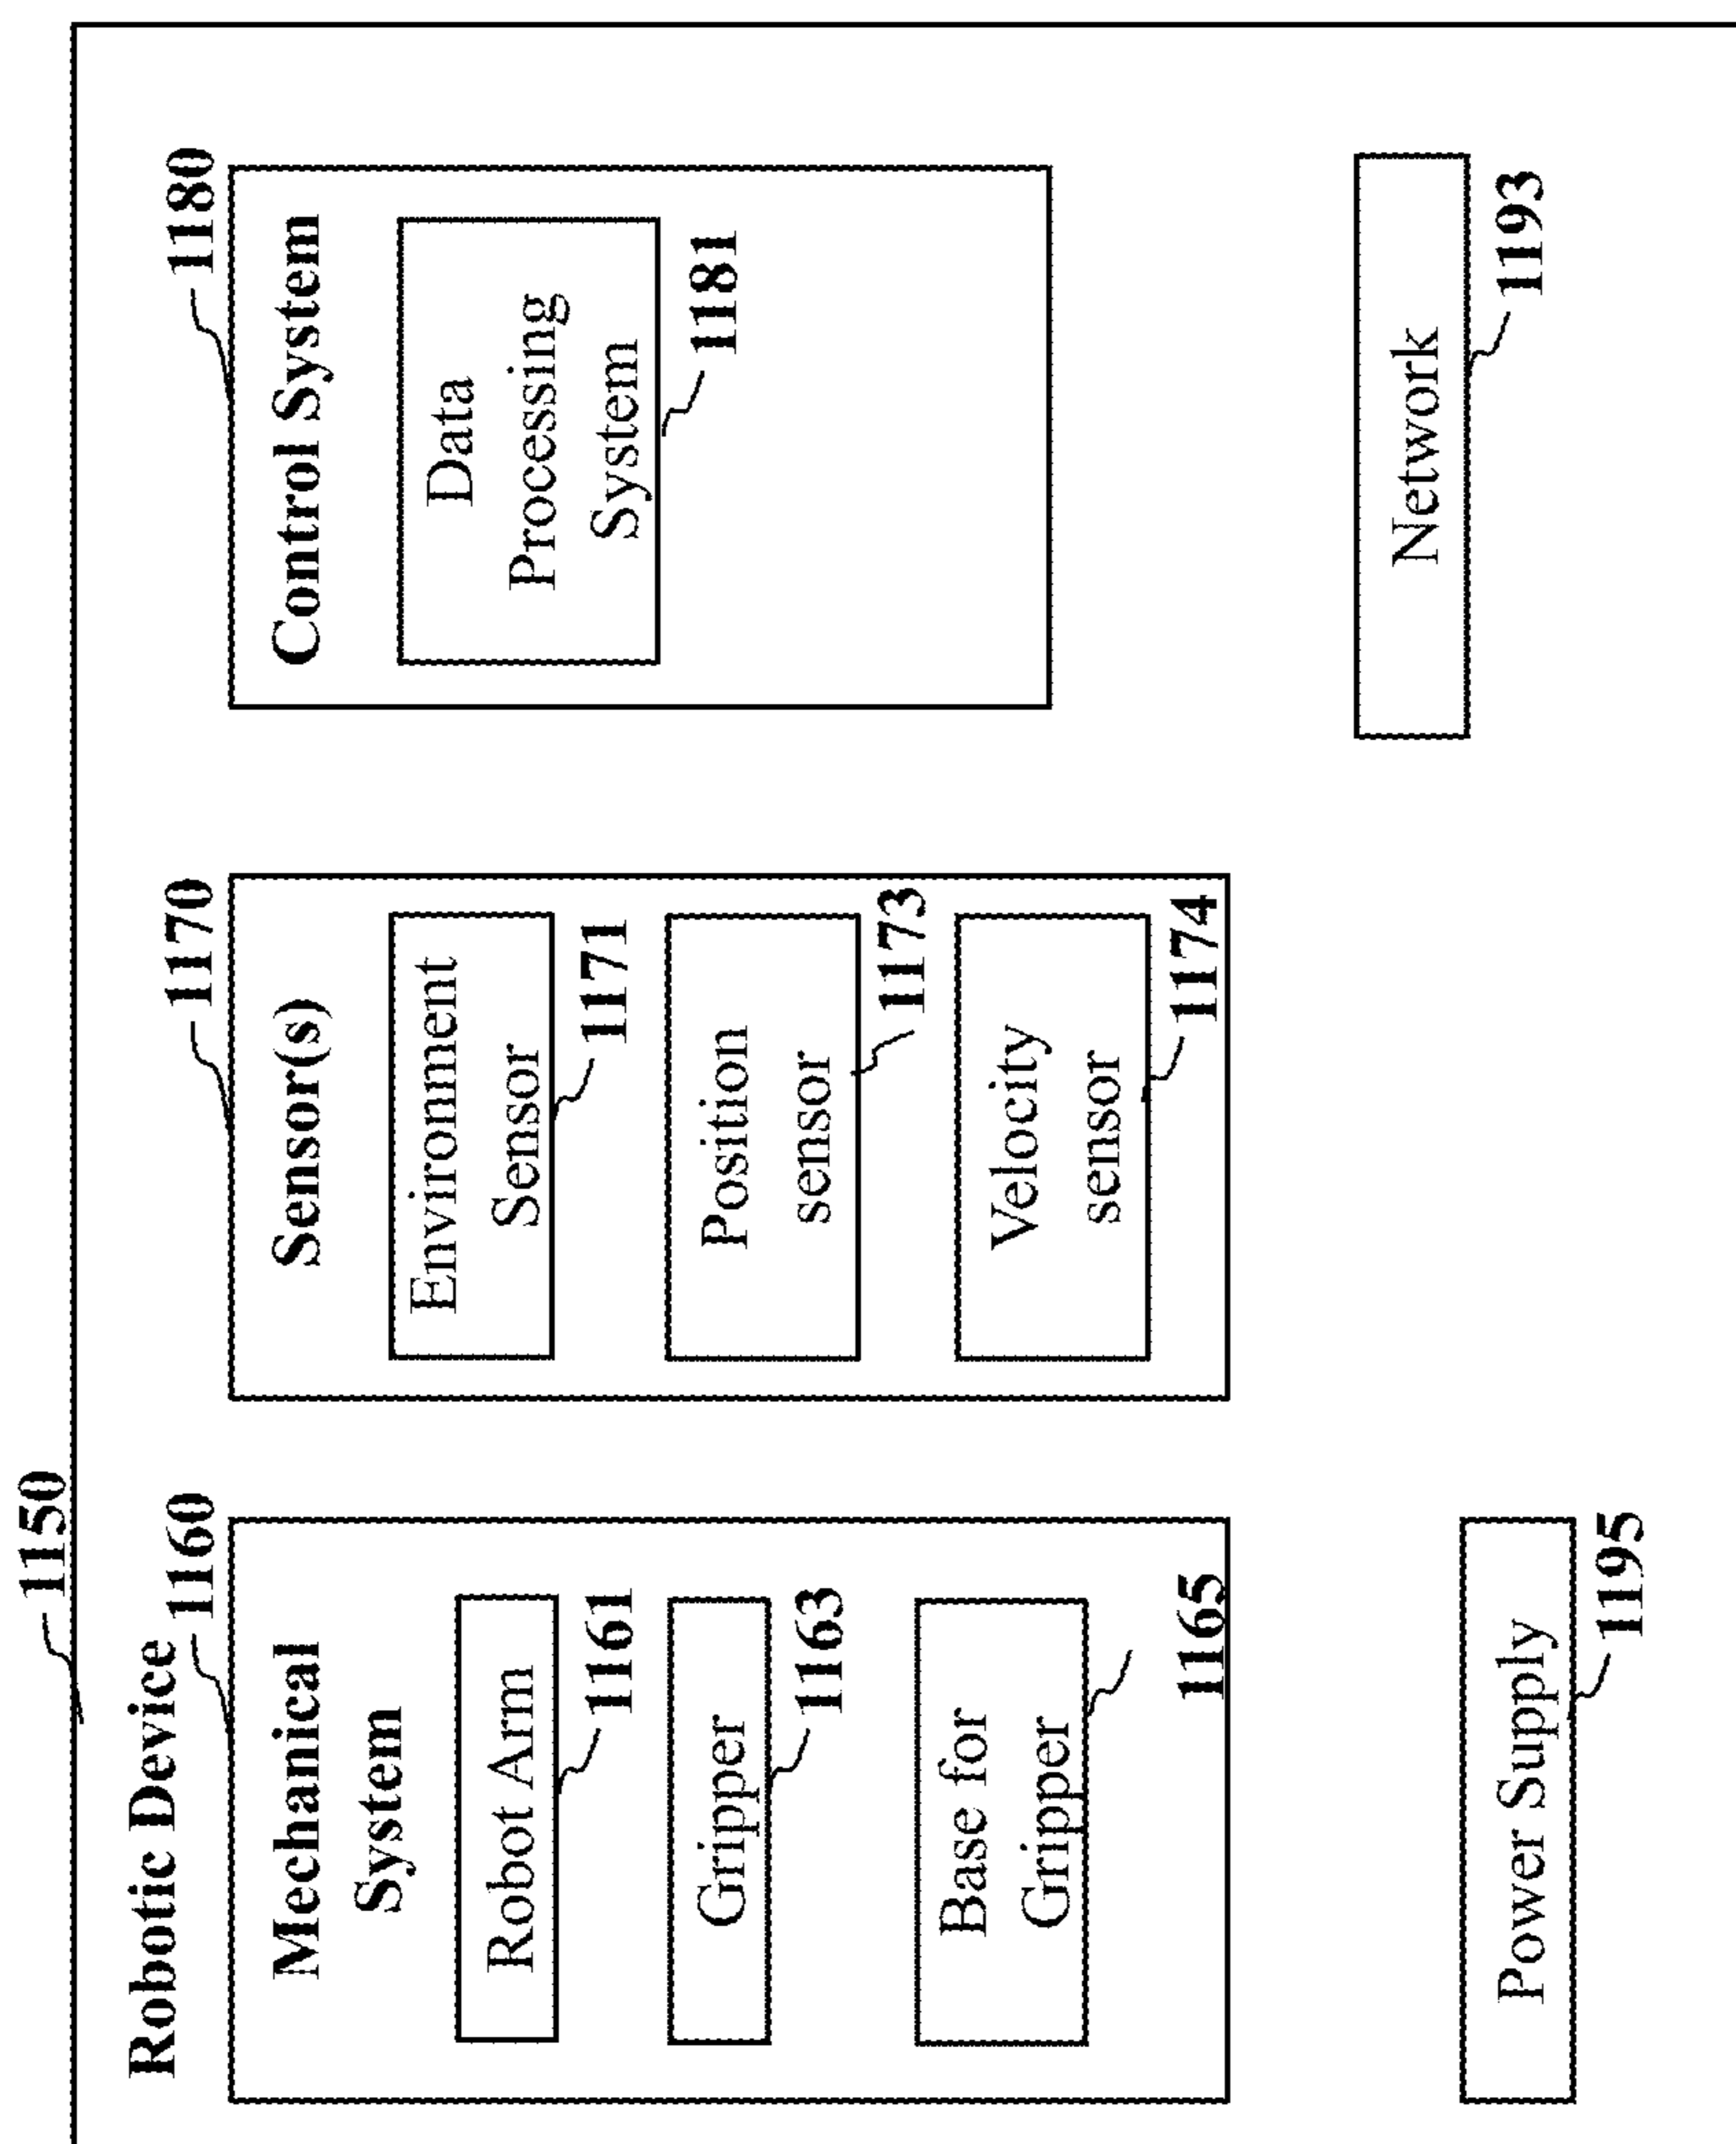 1150
Robotic Device
1160
Mechanical
System
Robot Arm
1161
Gripper
1163
Base for
Gripper
1165
Power Supply
1195
1170
Sensor(s)
Environment
Sensor
1171
Position
sensor
1173
Velocity
sensor
1174
1180
Control System
Data
Processing
System
1181
Network
1193